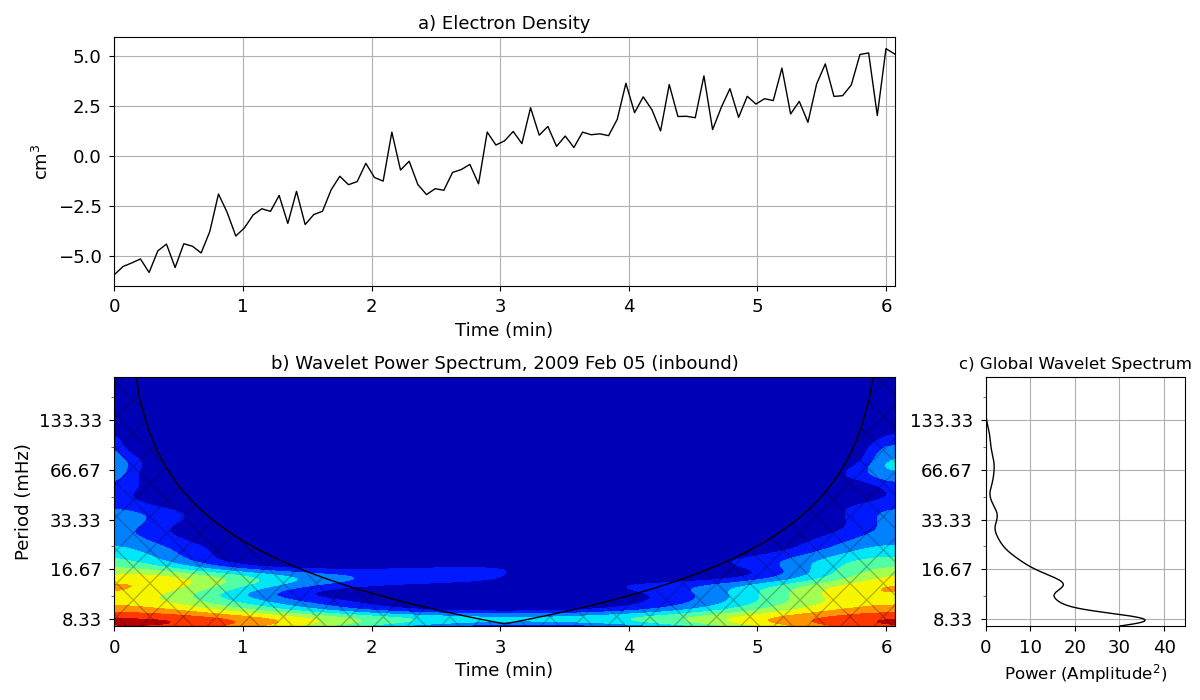 a) Electron Density
5.0
2.5
0.0
−2.5
−5.0
cm³
0 1 2 3 4 5 6
Time (min)
b) Wavelet Power Spectrum, 2009 Feb 05 (inbound)
133.33
66.67
33.33
16.67
8.33
Period (mHz)
0 1 2 3 4 5 6
Time (min)
c) Global Wavelet Spectrum
133.33
66.67
33.33
16.67
8.33
0 10 20 30 40
Power (Amplitude²)